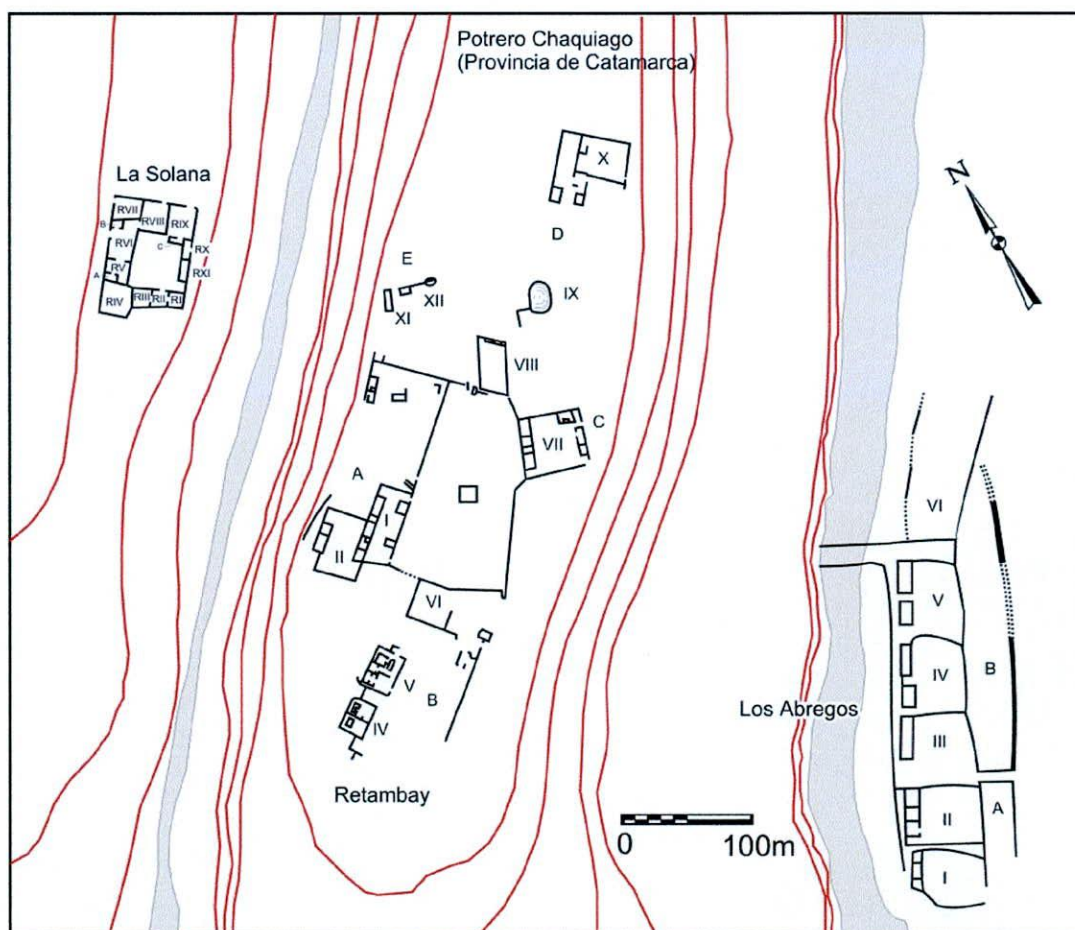 Potrero Chaquiago
(Provincia de Catamarca)
La Solana
RVII
RVIII
RIX
B
RVI
C
RX
RV
RXI
A
RIV
RIII
RII
RI
N
X
D
E
XII
XI
IX
VIII
VII
C
A
I
II
VI
V
B
IV
Retambay
0
100m
Los Abregos
VI
V
IV
B
III
II
A
I